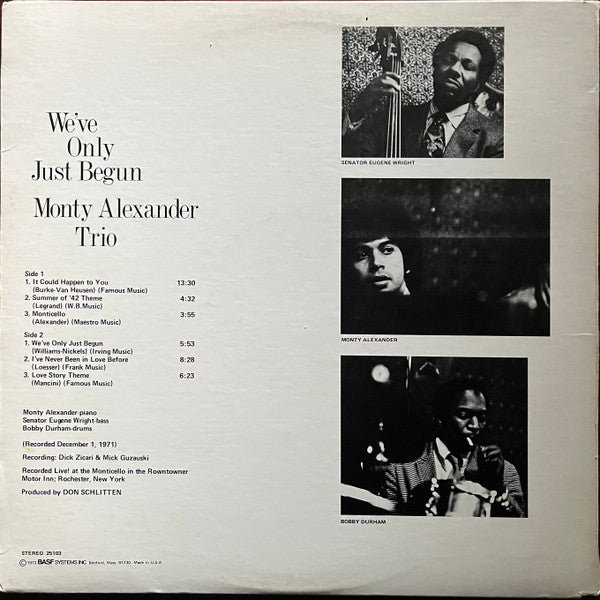 We've
Only
Just Begun
Monty Alexander
Trio
Side 1
1. It Could Happen to You 13:30
(Burke-Van Heusen) (Famous Music)
2. Summer of '42 Theme 4:32
(Legrand) (W.B.Music)
3. Monticello 3:55
(Alexander) (Maestro Music)
Side 2
1. We've Only Just Begun 5:53
(Williams-Nickels) (Irving Music)
2. I've Never Been in Love Before 8:28
(Loesser) (Frank Music)
3. Love Story Theme 6:23
(Mancini) (Famous Music)
Monty Alexander-piano
Senator Eugene Wright-bass
Bobby Durham-drums
(Recorded December 1, 1971)
Recording: Dick Zicari & Mick Guzauski
Recorded Live! at the Monticello in the Rowntowner
Motor Inn; Rochester, New York
Produced by DON SCHLITTEN
STEREO 25103
© 1972 BASF SYSTEMS, INC Bedford, Mass. 01730 Made in U.S.A.
SENATOR EUGENE WRIGHT
MONTY ALEXANDER
BOBBY DURHAM